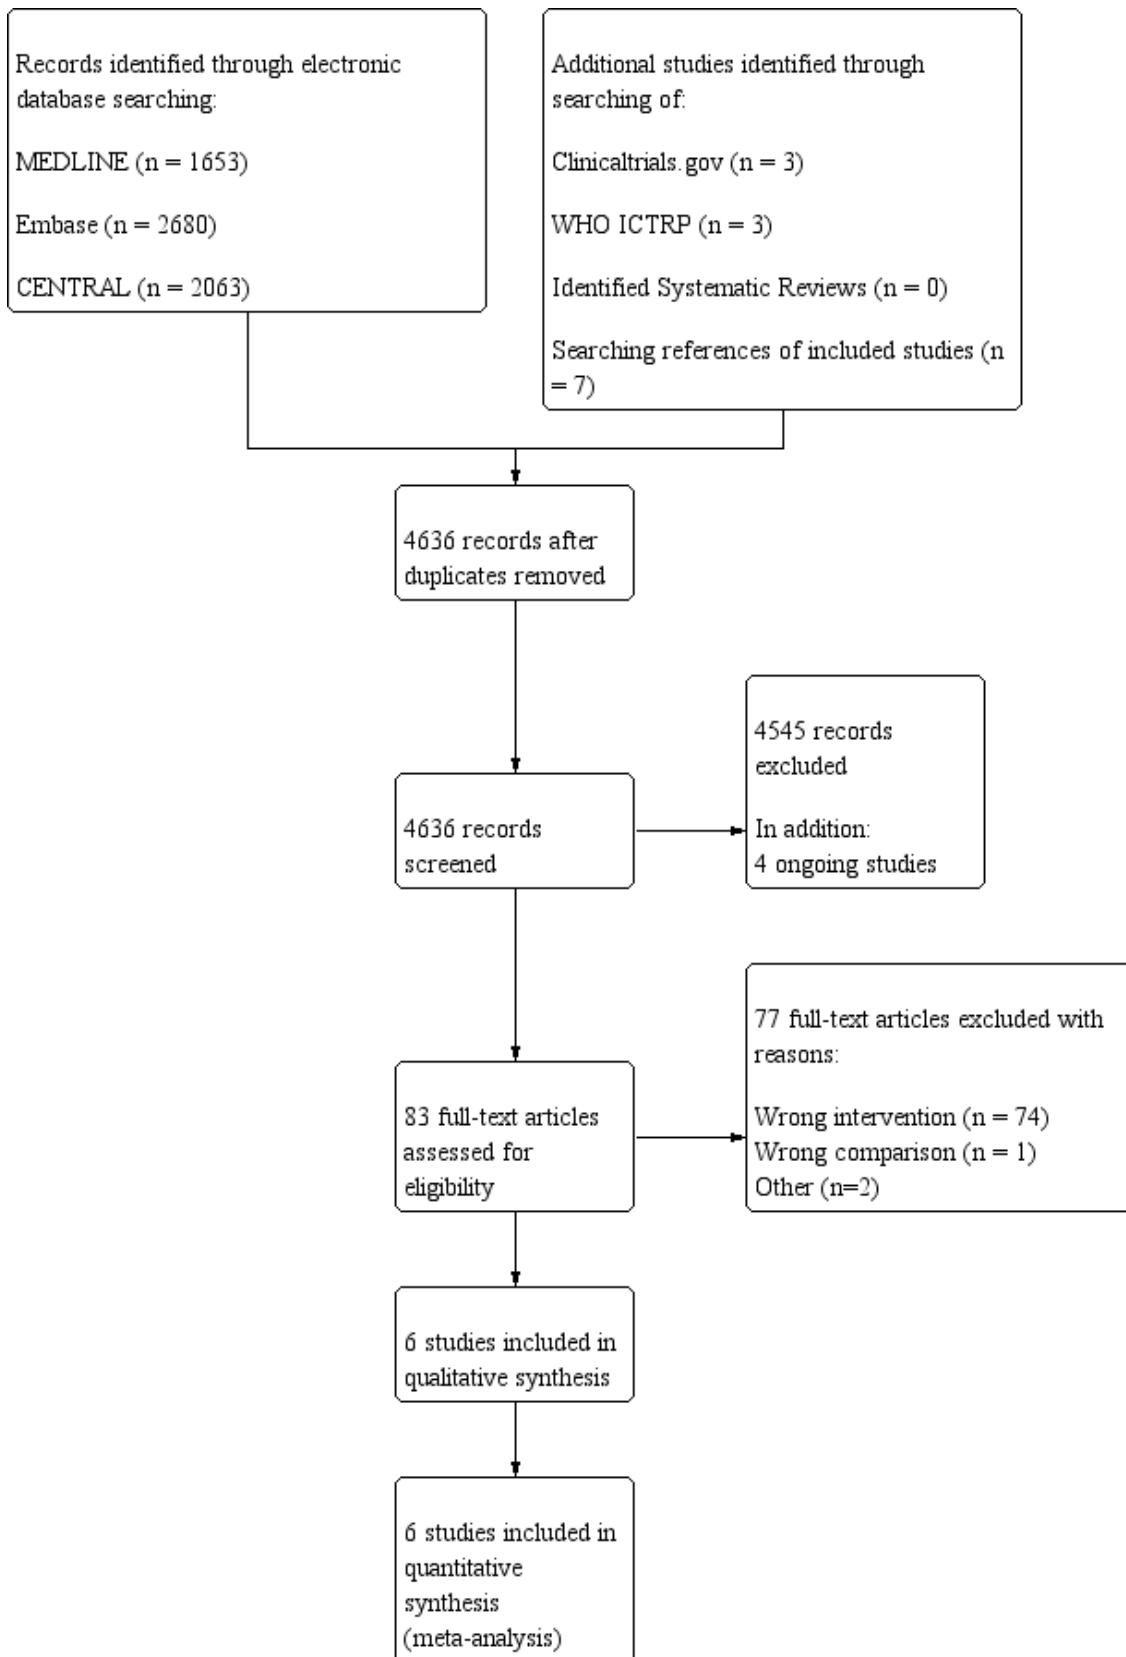 Records identified through electronic
database searching:
MEDLINE (n = 1653)
Embase (n = 2680)
CENTRAL (n = 2063)
Additional studies identified through
searching of:
Clinicaltrials.gov (n = 3)
WHO ICTRP (n = 3)
Identified Systematic Reviews (n = 0)
Searching references of included studies (n
= 7)
4636 records after
duplicates removed
4636 records
screened
4545 records
excluded
In addition:
4 ongoing studies
83 full-text articles
assessed for
eligibility
77 full-text articles excluded with
reasons:
Wrong intervention (n = 74)
Wrong comparison (n = 1)
Other (n=2)
6 studies included in
qualitative synthesis
6 studies included in
quantitative
synthesis
(meta-analysis)